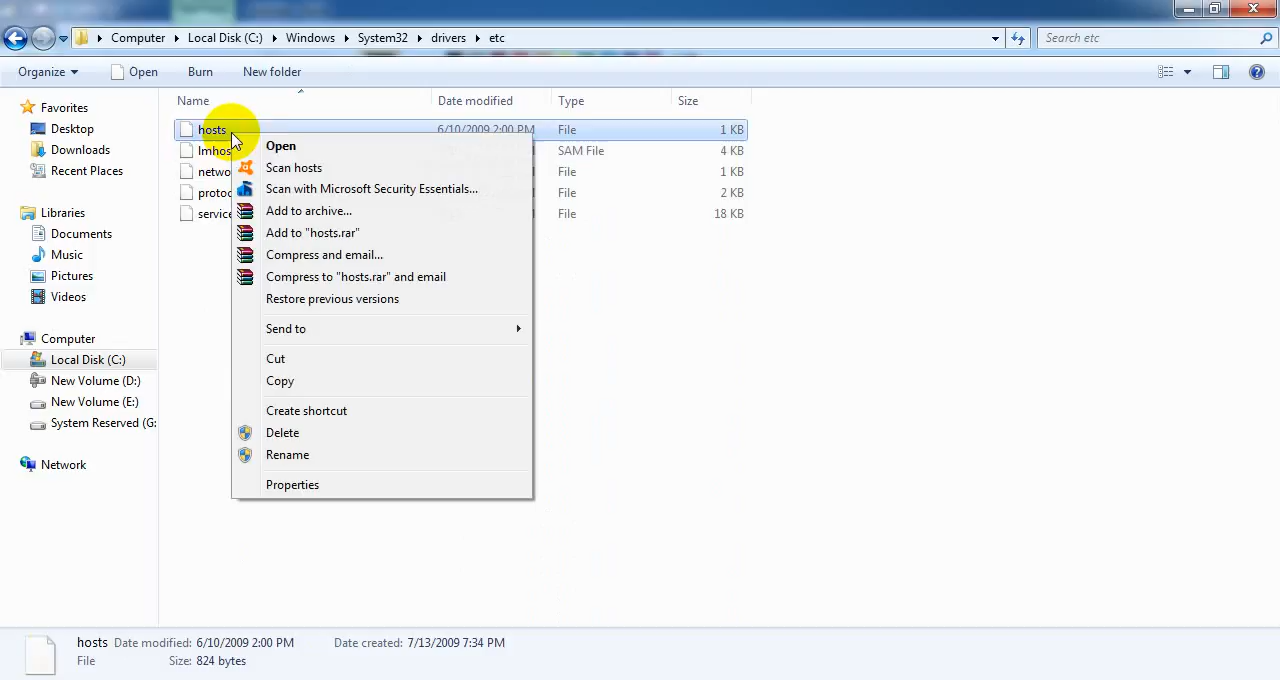 Computer Local Disk (C:) Windows System32 drivers etc
Search etc
Organize Open Burn New folder
Name Date modified Type Size
hosts 6/10/2009 2:00 PM File 1 KB
SAM File 4 KB
File 1 KB
File 2 KB
File 18 KB
Open
Scan hosts
Scan with Microsoft Security Essentials...
Add to archive...
Add to "hosts.rar"
Compress and email...
Compress to "hosts.rar" and email
Restore previous versions
Send to
Cut
Copy
Create shortcut
Delete
Rename
Properties
Favorites
Desktop
Downloads
Recent Places
Libraries
Documents
Music
Pictures
Videos
Computer
Local Disk (C:)
New Volume (D:)
New Volume (E:)
System Reserved (G:
Network
hosts Date modified: 6/10/2009 2:00 PM Date created: 7/13/2009 7:34 PM
File Size: 824 bytes